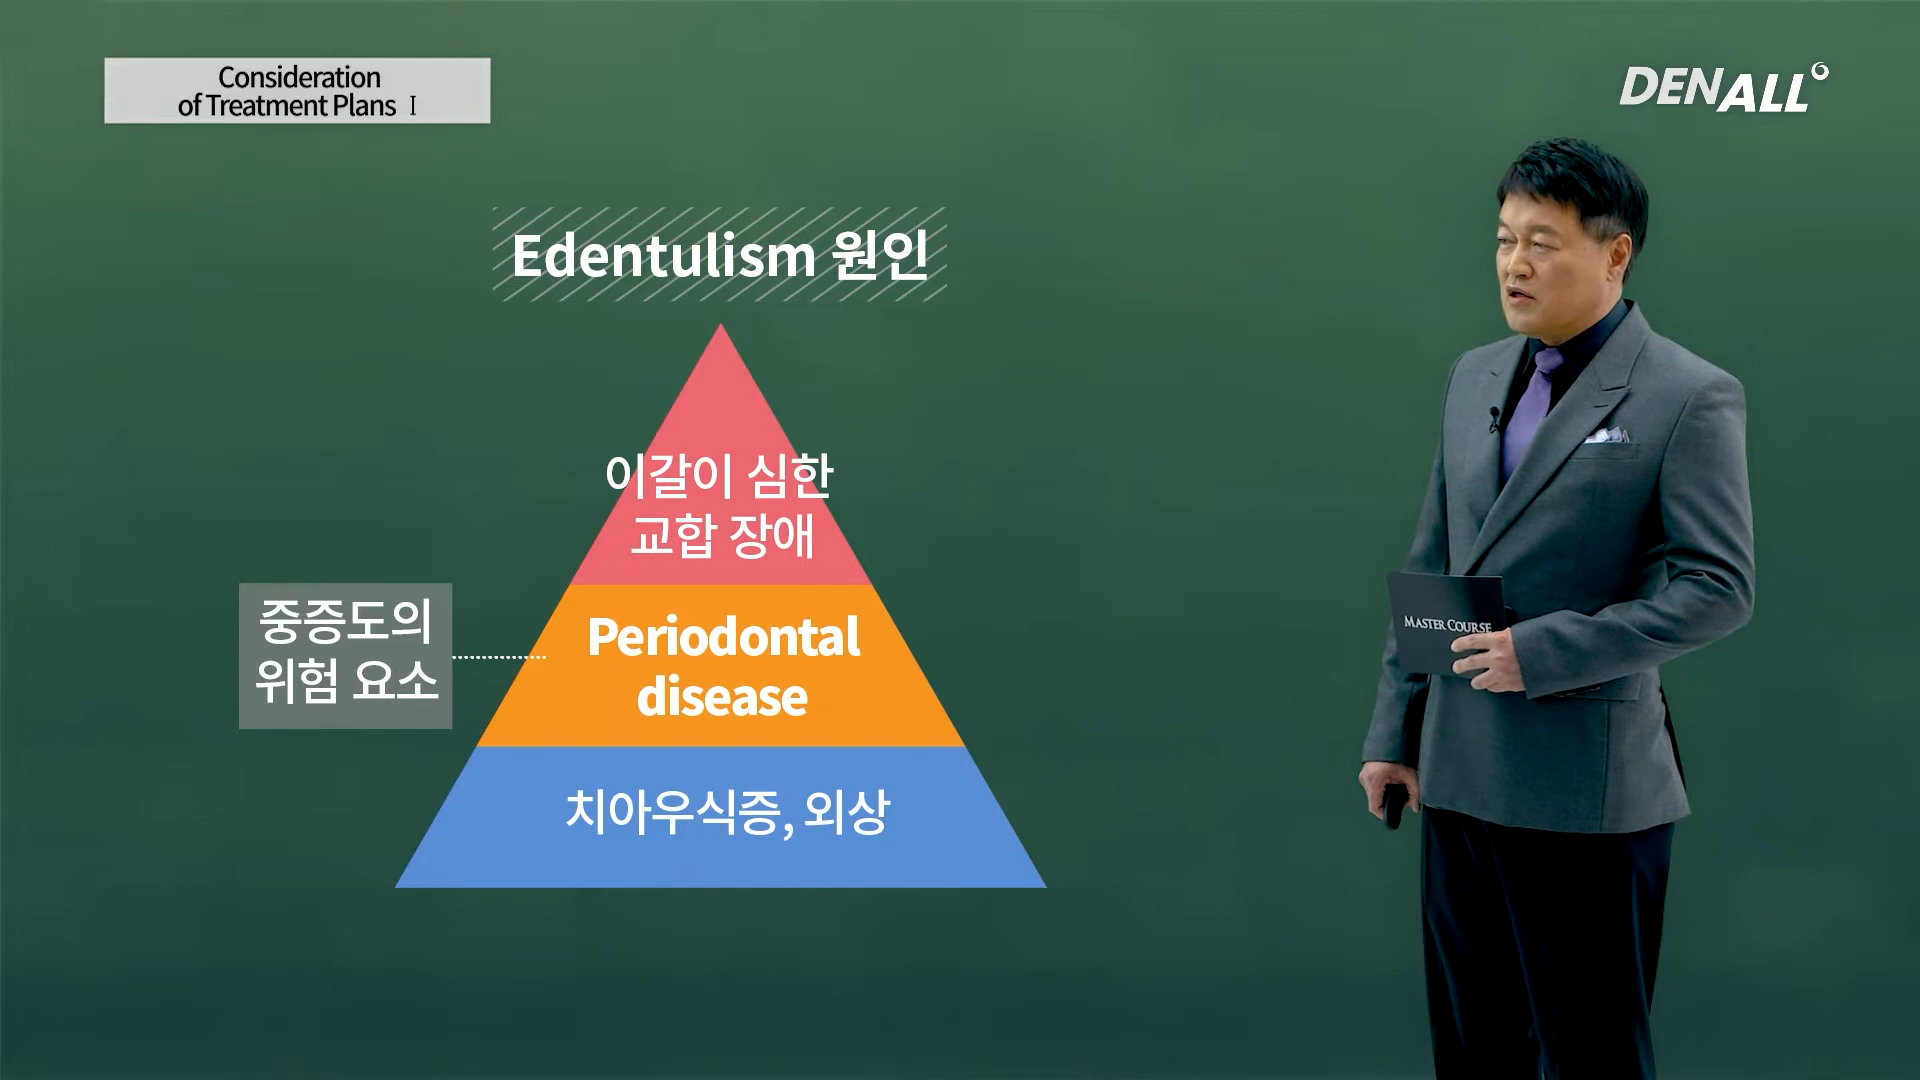 Consideration
of Treatment Plans Ⅰ
DENALL
Edentulism 원인
이갈이 심한
교합 장애
중증도의
위험 요소
Periodontal
disease
치아우식증, 외상
MASTER COURSE